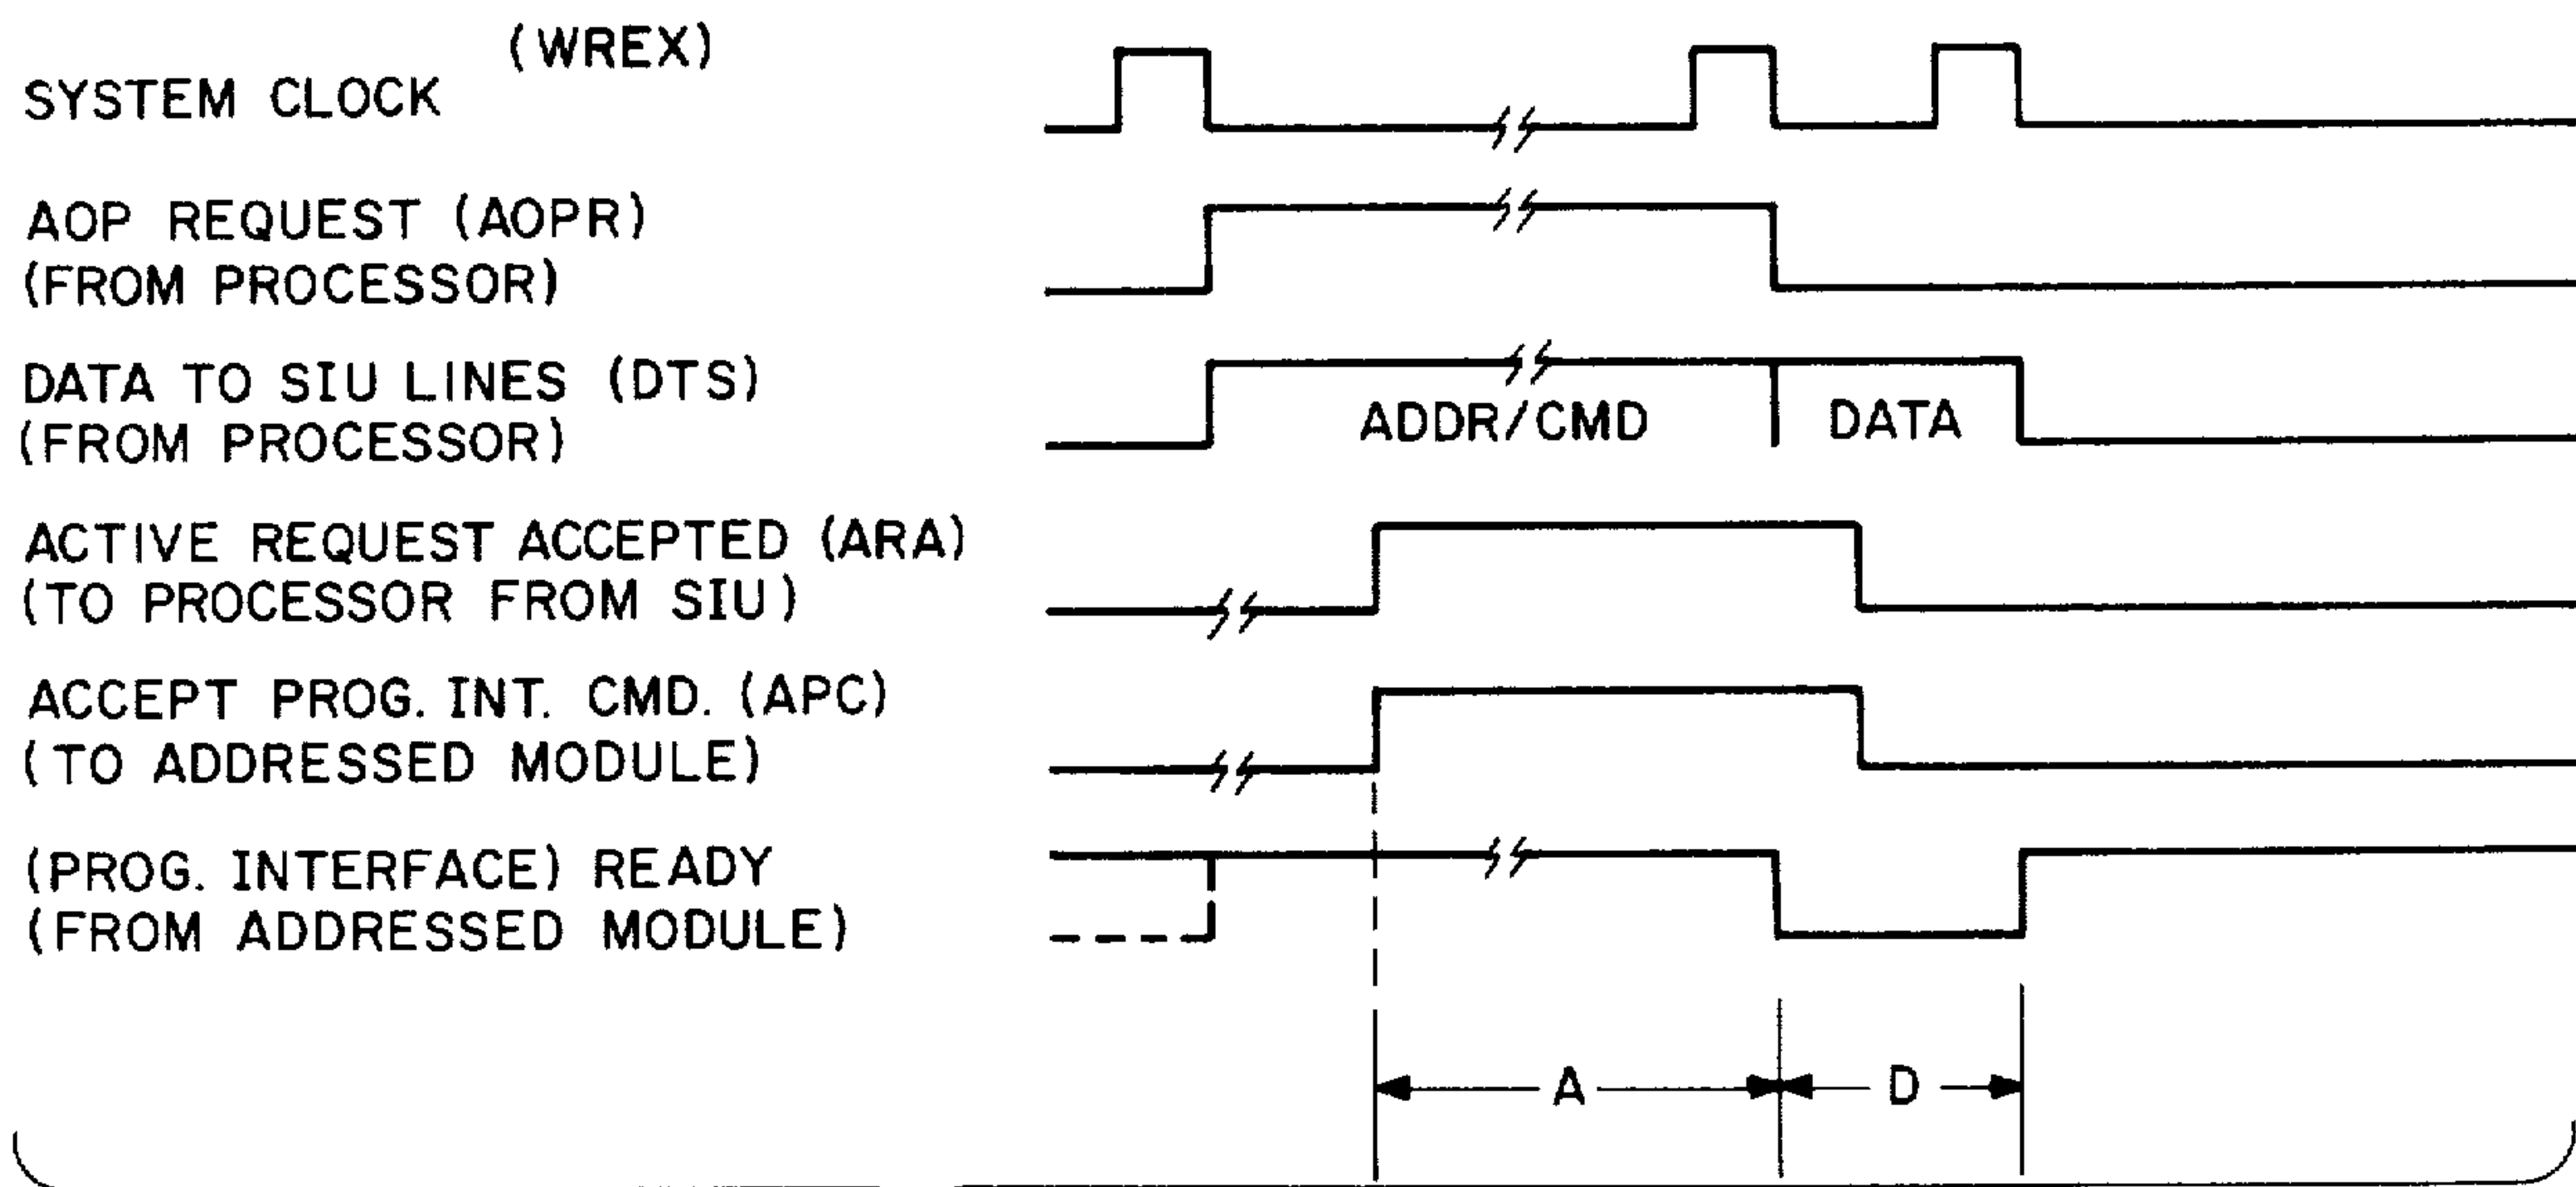 (WREX)
SYSTEM CLOCK
AOP REQUEST (AOPR)
(FROM PROCESSOR)
DATA TO SIU LINES (DTS)
(FROM PROCESSOR)
ADDR/CMD
DATA
ACTIVE REQUEST ACCEPTED (ARA)
(TO PROCESSOR FROM SIU)
ACCEPT PROG. INT. CMD. (APC)
(TO ADDRESSED MODULE)
(PROG. INTERFACE) READY
(FROM ADDRESSED MODULE)
A
D